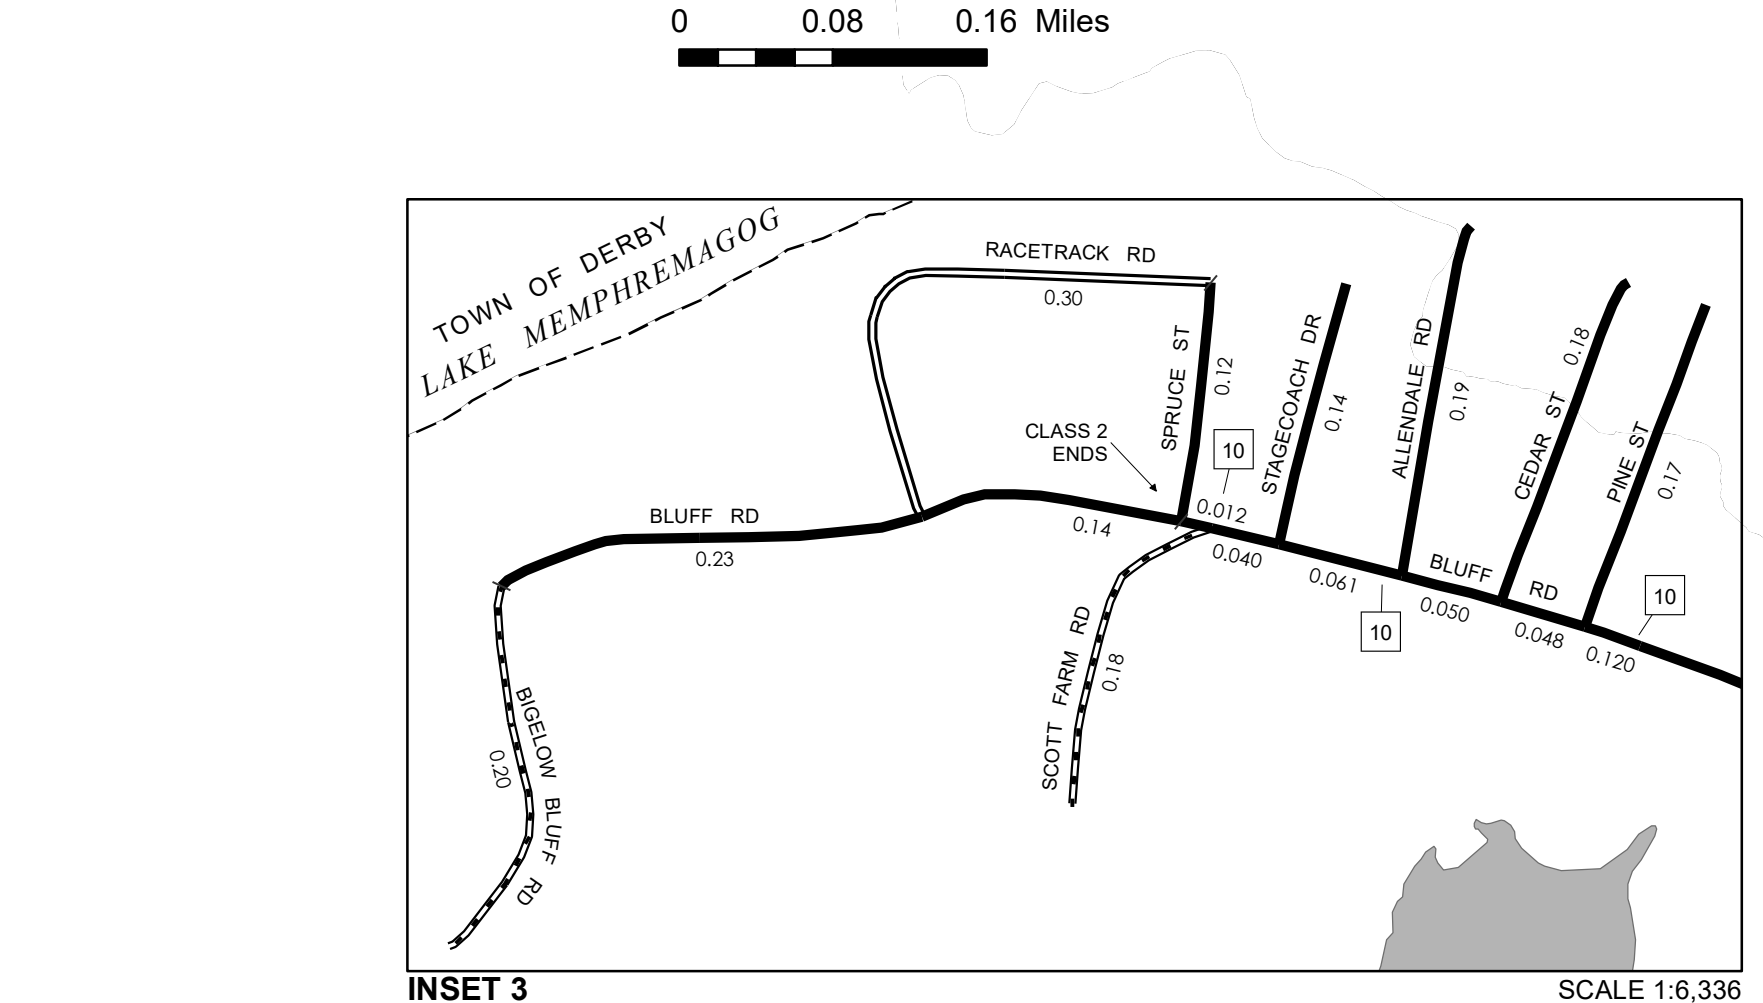 0 0.08 0.16 Miles
TOWN OF DERBY
LAKE MEMPHREMAGOG
RACETRACK RD
0.30
SPRUCE ST
0.12
STAGECOACH DR
0.14
ALLENDALE RD
0.19
CEDAR ST
0.18
PINE ST
0.17
CLASS 2
ENDS
10
BLUFF RD
0.23
0.14
0.012
0.040
0.061
10
BLUFF RD
0.050
0.048
0.120
10
SCOTT FARM RD
0.18
BIGELOW BLUFF RD
0.20
INSET 3
SCALE 1:6,336